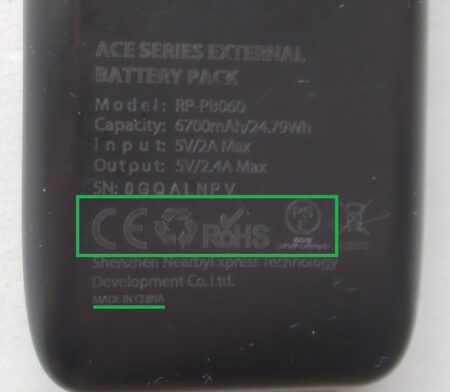 ACE SERIES EXTERNAL
BATTERY PACK
Model: RP-PB060
Capacity: 6700mAh/24.79Wh
Input: 5V/2A Max
Output: 5V/2.4A Max
SN: 0GQALNPV
CE RoHS PSE
Shenzhen NearbyExpress Technology
Development Co.Ltd.
MADE IN CHINA